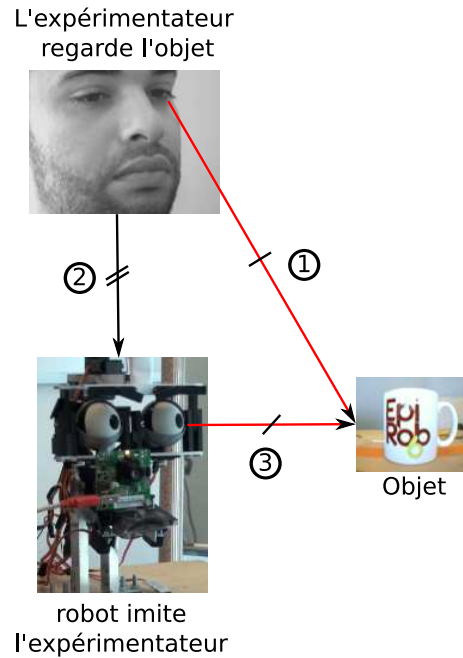 L'expérimentateur
regarde l'objet
1
2
3
Epi
Rob
Objet
robot imite
l'expérimentateur